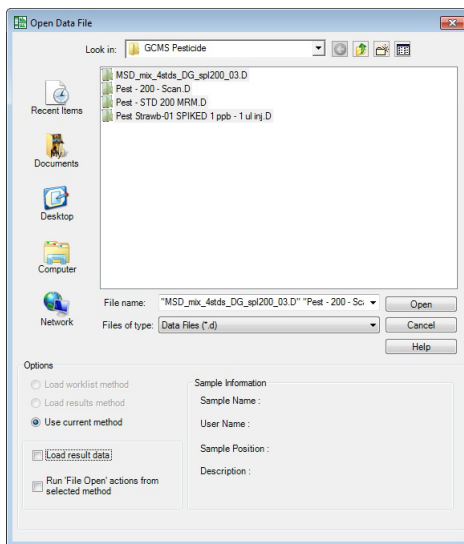 Open Data File
Look in: GCMS Pesticide
MSD_mix_4stds_DG_spl200_03.D
Pest - 200 - Scan.D
Pest - STD 200 MRM.D
Pest Strawb-01 SPIKED 1 ppb - 1 ul inj.D
Recent Items
Documents
Desktop
Computer
Network
File name: "MSD_mix_4stds_DG_spl200_03.D" "Pest - 200 - Sca
Open
Files of type: Data Files (*.d)
Cancel
Help
Options
Load worklist method
Load results method
Use current method
Load result data
Run 'File Open' actions from
selected method
Sample Information
Sample Name :
User Name :
Sample Position :
Description :